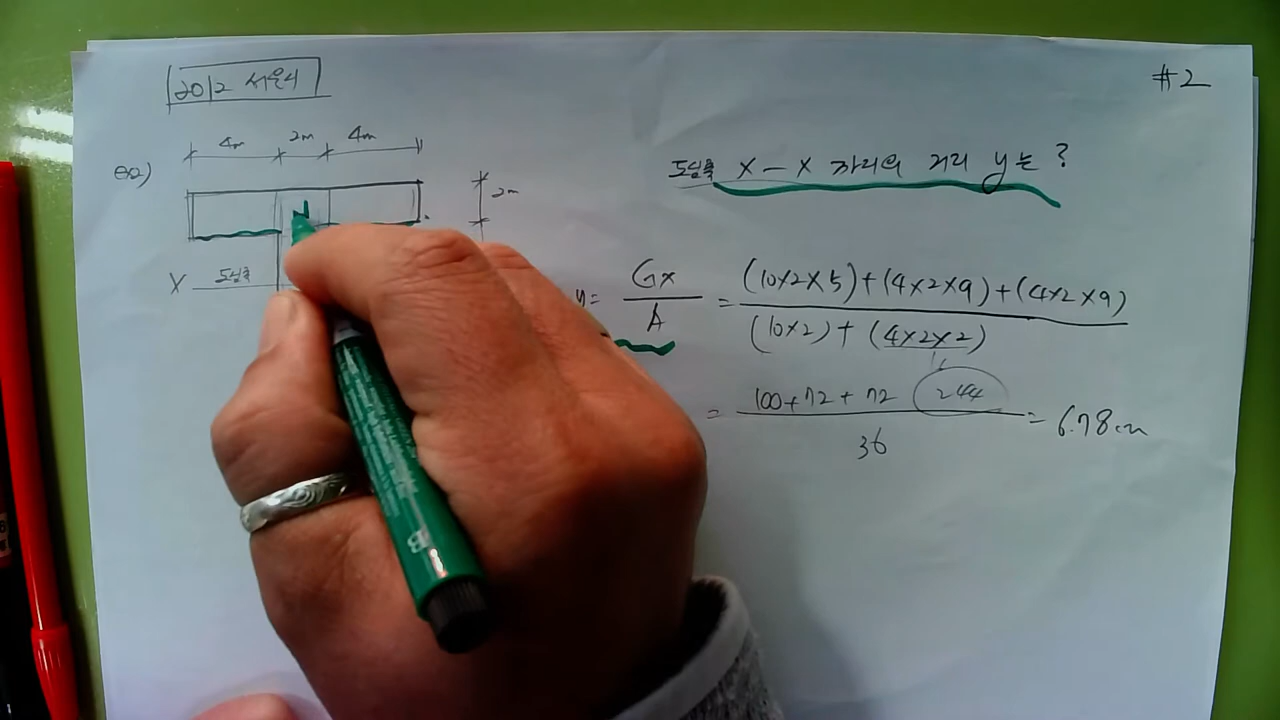 2012 서울시
#2
4m 2m 4m
ex2)
2m
도심축 X-X 까지의 거리 y는?
X 도심축
y= Gx/A = (10×2×5)+(4×2×9)+(4×2×9) / (10×2)+(4×2×2)
= 100+72+72 244 / 36 = 6.78cm
B